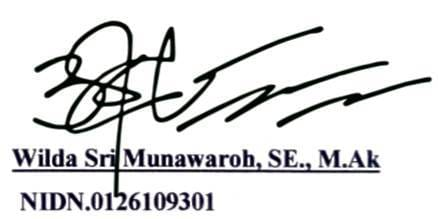 Wilda Sri Munawaroh, SE., M.Ak
NIDN.0126109301